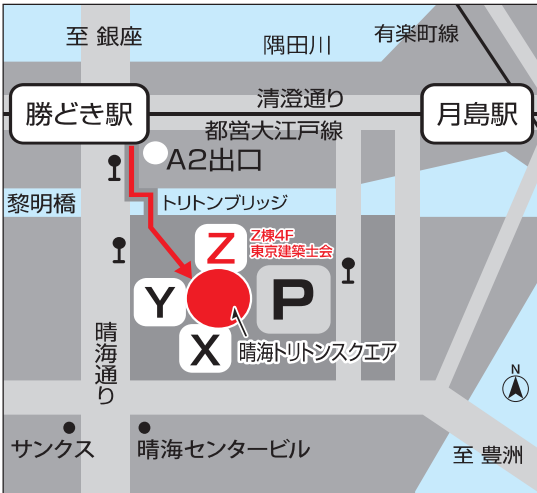 至 銀座
隅田川
有楽町線
清澄通り
勝どき駅
月島駅
都営大江戸線
A2出口
黎明橋
トリトンブリッジ
Z棟4F
東京建築士会
Z
Y
P
X
晴海トリトンスクエア
晴海通り
N
サンクス
晴海センタービル
至 豊洲